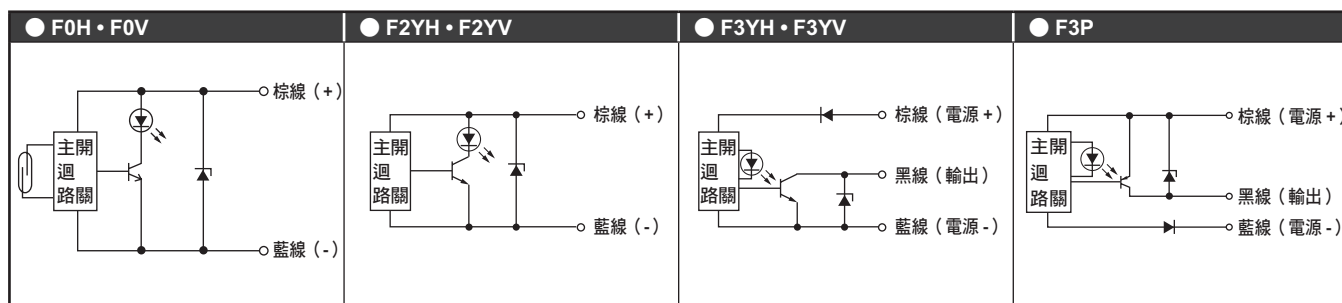 ● F0H • F0V
● F2YH • F2YV
● F3YH • F3YV
● F3P
主開
迴
路關
棕線（+）
藍線（-）
主開
迴
路關
棕線（+）
藍線（-）
主開
迴
路關
棕線（電源+）
黑線（輸出）
藍線（電源-）
主開
迴
路關
棕線（電源+）
黑線（輸出）
藍線（電源-）